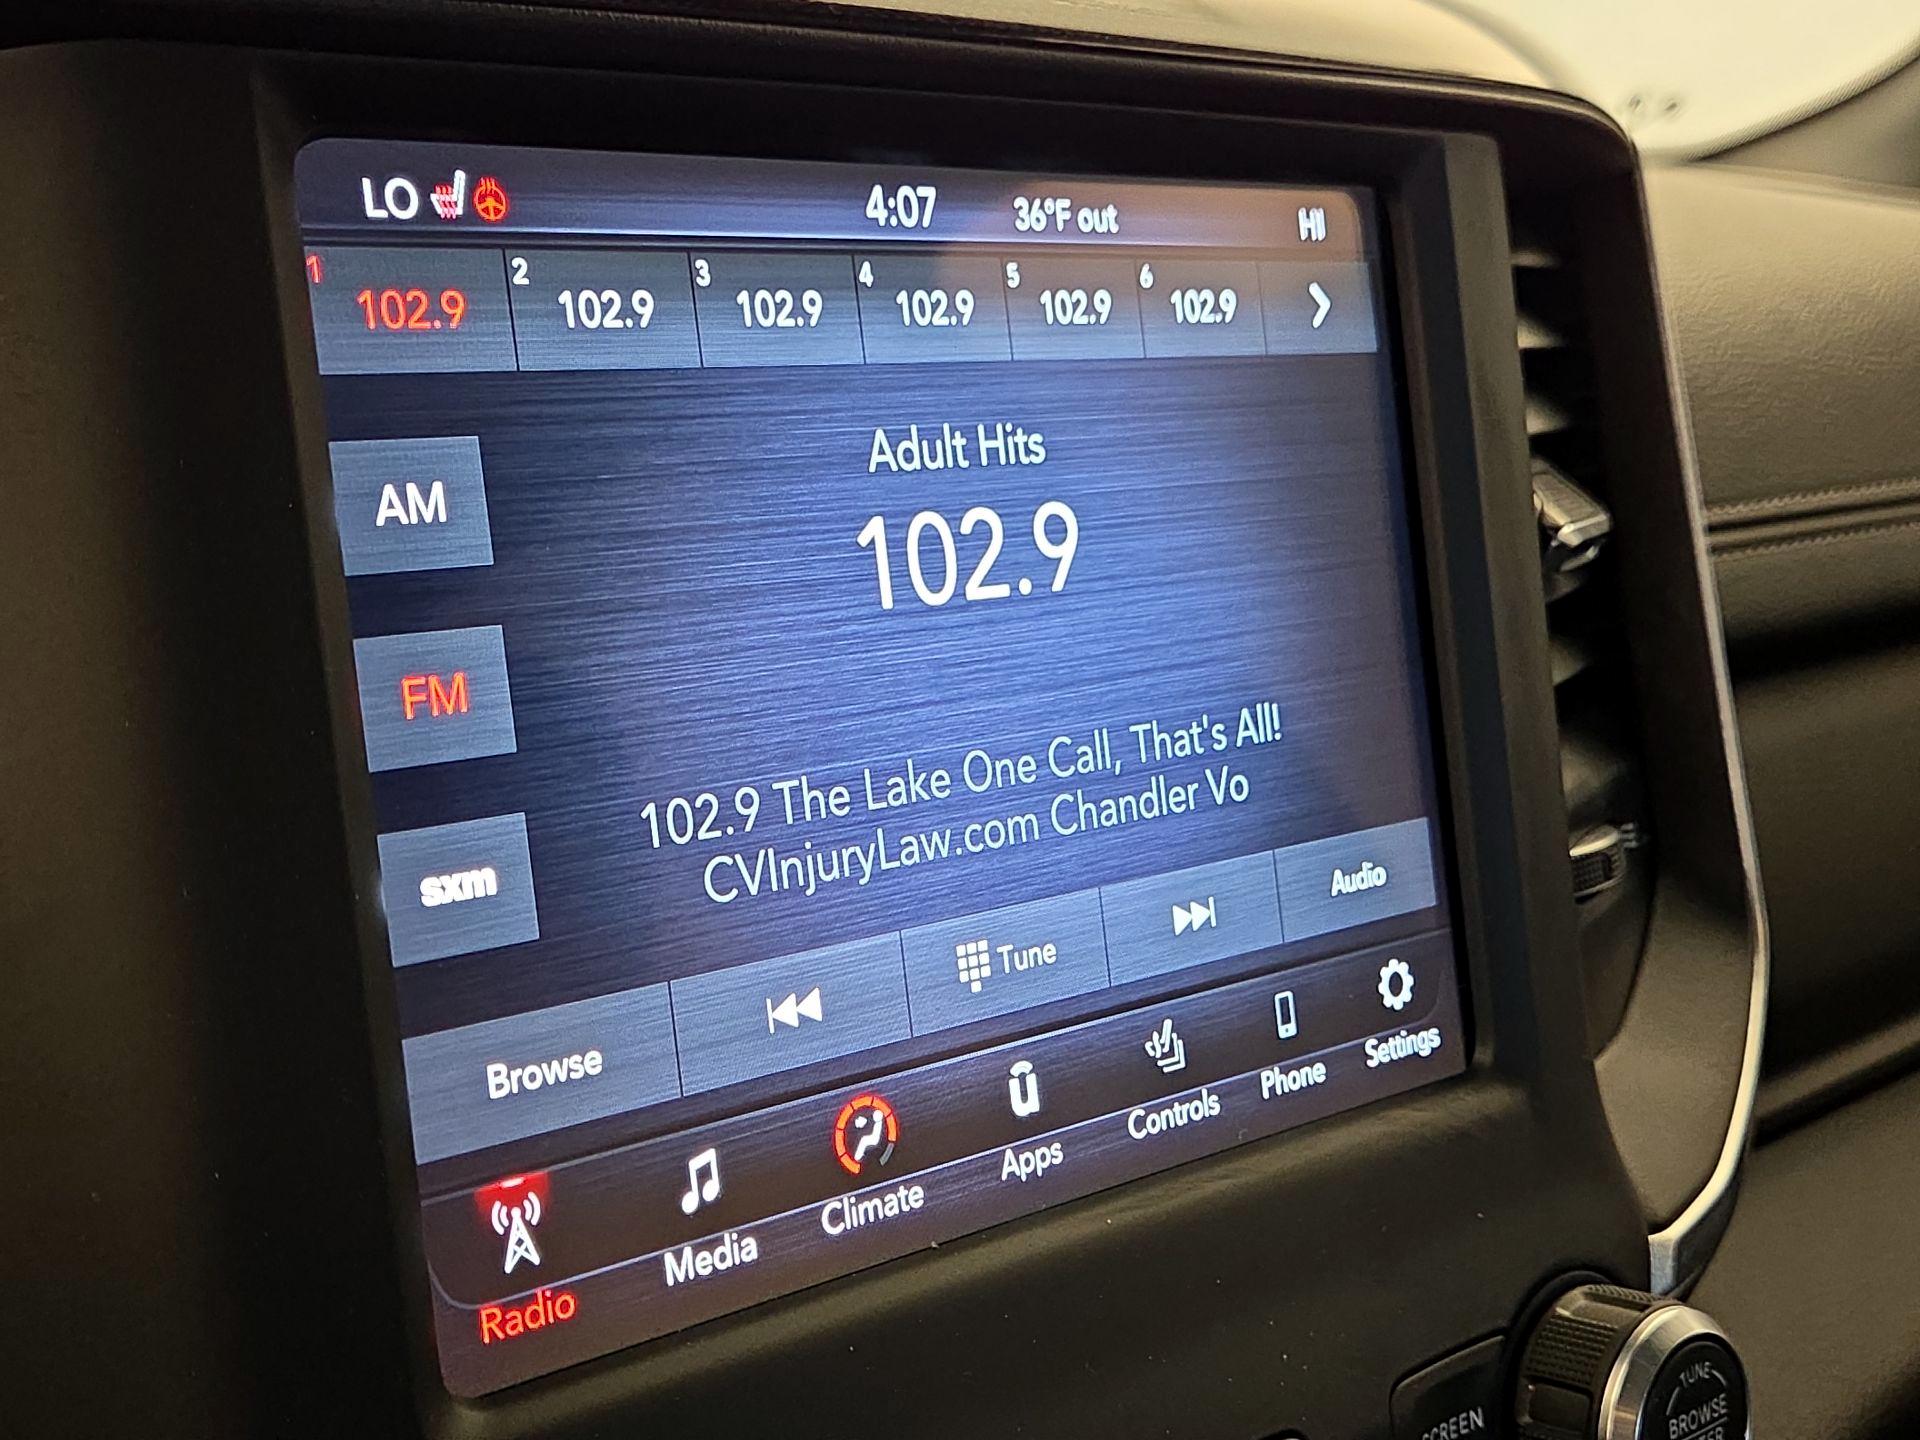 LO 4:07 36°F out HI
1 102.9 2 102.9 3 102.9 4 102.9 5 102.9 6 102.9
Adult Hits
AM
102.9
FM
102.9 The Lake One Call, That's All!
CVInjuryLaw.com Chandler Vo
sxm
Browse Tune Audio
Radio Media Climate Apps Controls Phone Settings
TUNE
SCREEN BROWSE